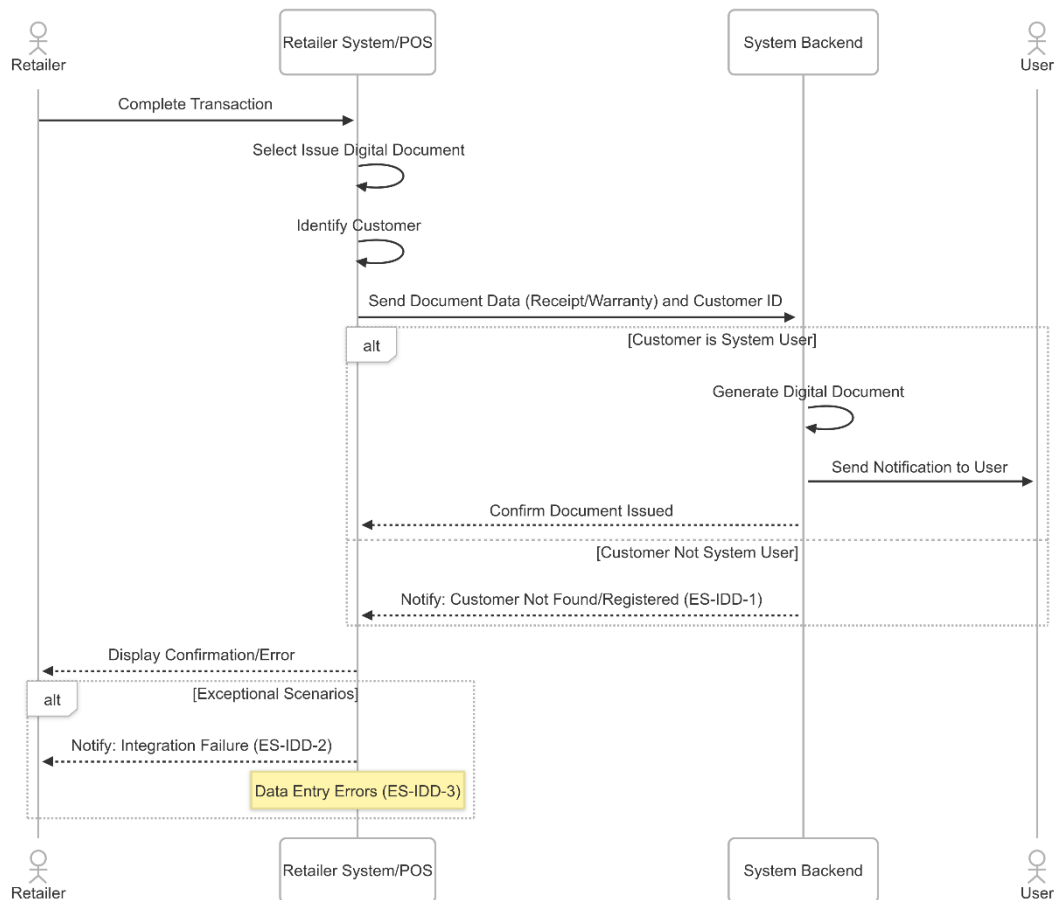 Retailer
Retailer System/POS
System Backend
User
Complete Transaction
Select Issue Digital Document
Identify Customer
Send Document Data (Receipt/Warranty) and Customer ID
alt
[Customer is System User]
Generate Digital Document
Send Notification to User
Confirm Document Issued
[Customer Not System User]
Notify: Customer Not Found/Registered (ES-IDD-1)
Display Confirmation/Error
alt
[Exceptional Scenarios]
Notify: Integration Failure (ES-IDD-2)
Data Entry Errors (ES-IDD-3)
Retailer
Retailer System/POS
System Backend
User